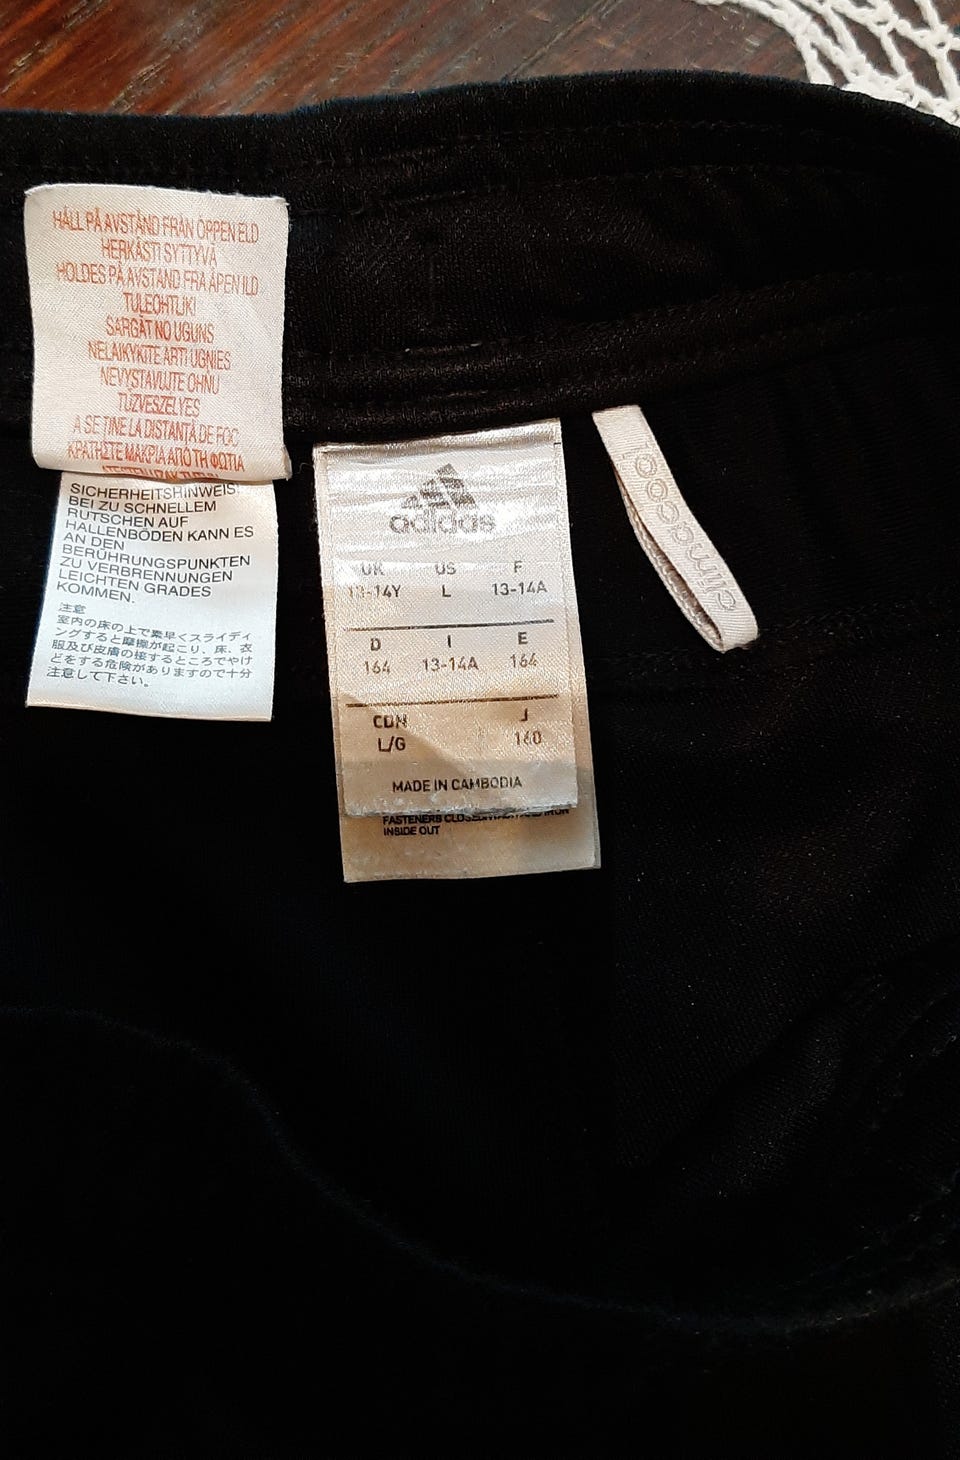 HÅLL PÅ AVSTÅND FRÅN ÖPPEN ELD
HERKÄSTI SYTTYVÄ
HOLDES PÅ AVSTAND FRA ÅPEN ILD
TULEOHTLIKI
SARGĀT NO UGUNS
NELAIKYKITE ARTI UGNIES
NEVYSTAVUJTE OHNU
TŰZVESZÉLYES
A SE ȚINE LA DISTANȚĂ DE FOC
ΚΡΑΤΗΣΤΕ ΜΑΚΡΙΑ ΑΠΟ ΤΗ ΦΩΤΙΑ
SICHERHEITSHINWEIS!
BEI ZU SCHNELLEM
RUTSCHEN AUF
HALLENBÖDEN KANN ES
AN DEN
BERÜHRUNGSPUNKTEN
ZU VERBRENNUNGEN
LEICHTEN GRADES
KOMMEN.
注意
室内の床の上で素早くスライディ
ングすると摩擦が起こり、床、衣
服及び皮膚の接するところでやけ
どをする危険がありますので十分
注意して下さい。
adidas
UK US F
13-14Y L 13-14A
D I E
164 13-14A 164
CDN J
L/G 160
MADE IN CAMBODIA
FASTENERS CLOSED
INSIDE OUT
climacool